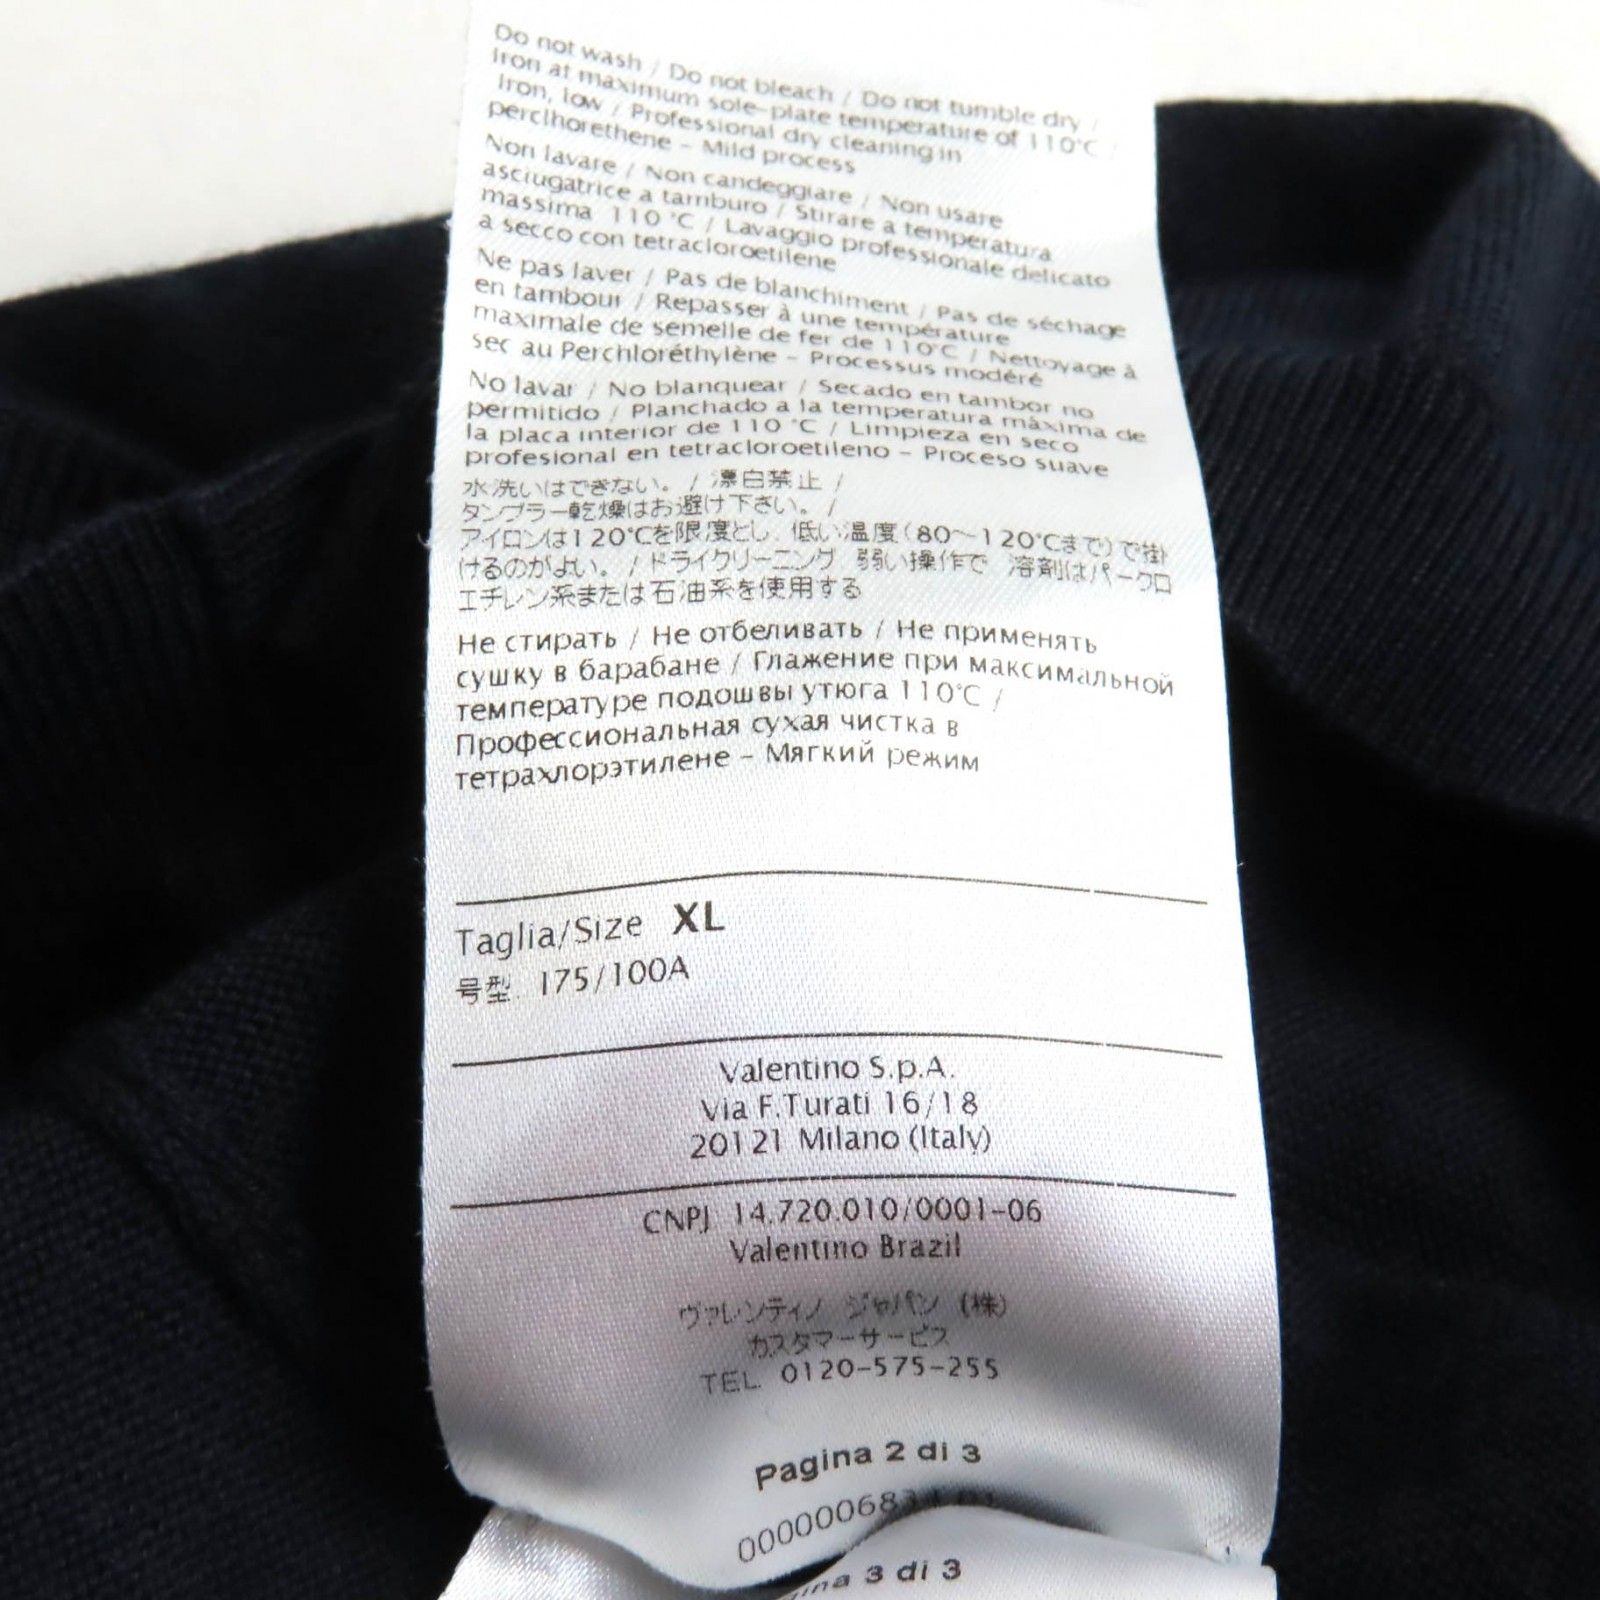 Do not wash / Do not bleach / Do not tumble dry /
Iron at maximum sole-plate temperature of 110°C /
Iron, low / Professional dry cleaning in
perclhorethene - Mild process
Non lavare / Non candeggiare / Non usare
asciugatrice a tamburo / Stirare a temperatura
massima 110 °C / Lavaggio professionale delicato
a secco con tetracloroetilene
Ne pas laver / Pas de blanchiment / Pas de séchage
en tambour / Repasser à une température
maximale de semelle de fer de 110°C / Nettoyage à
sec au Perchloréthylène - Processus modéré
No lavar / No blanquear / Secado en tambor no
permitido / Planchado a la temperatura máxima de
la placa interior de 110 °C / Limpieza en seco
profesional en tetracloroetileno - Proceso suave
水洗いはできない。 / 漂白禁止 /
タンブラー乾燥はお避け下さい。 /
アイロンは120°Cを限度とし、低い温度(80～120°Cまで)で掛
けるのがよい。 / ドライクリーニング 弱い操作で 溶剤はパークロ
エチレン系または石油系を使用する
Не стирать / Не отбеливать / Не применять
сушку в барабане / Глажение при максимальной
температуре подошвы утюга 110°C /
Профессиональная сухая чистка в
тетрахлорэтилене - Мягкий режим
Taglia/Size XL
号型. 175/100A
Valentino S.p.A.
Via F.Turati 16/18
20121 Milano (Italy)
CNPJ 14.720.010/0001-06
Valentino Brazil
ヴァレンティノ ジャパン (株)
カスタマーサービス
TEL. 0120-575-255
Pagina 2 di 3
3 di 3